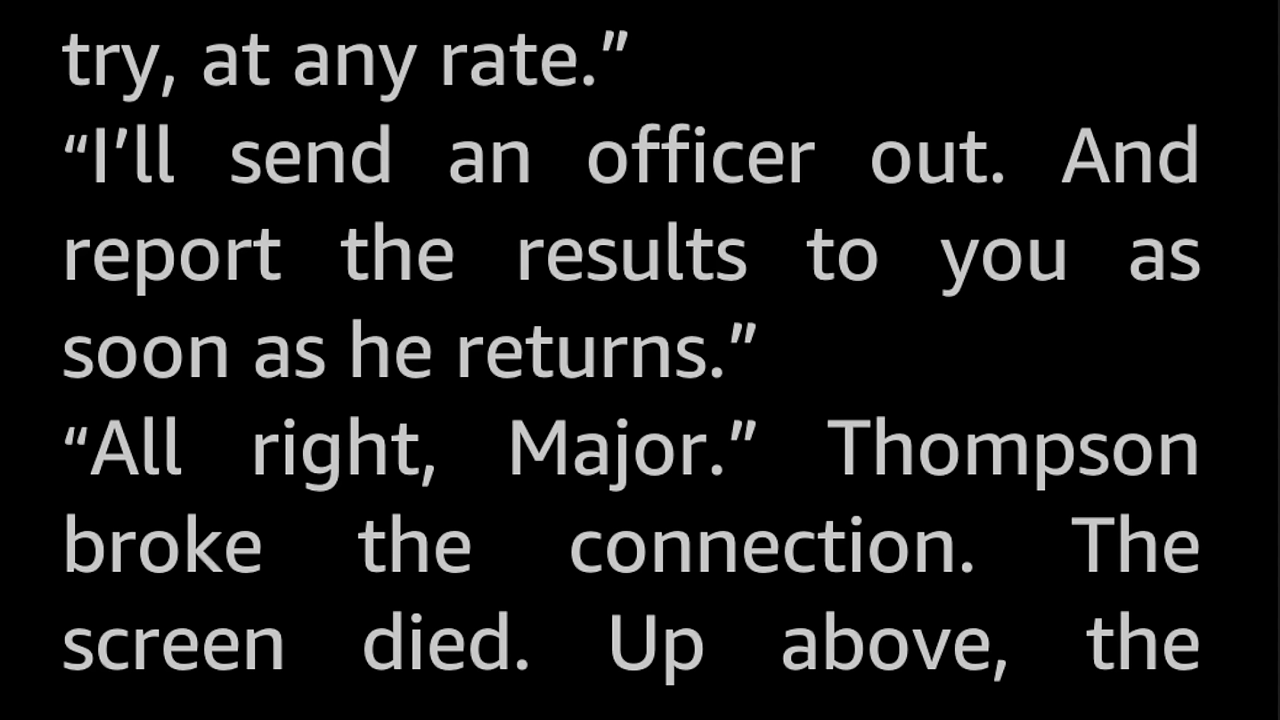 try, at any rate.”
“I’ll send an officer out. And
report the results to you as
soon as he returns.”
“All right, Major.” Thompson
broke the connection. The
screen died. Up above, the